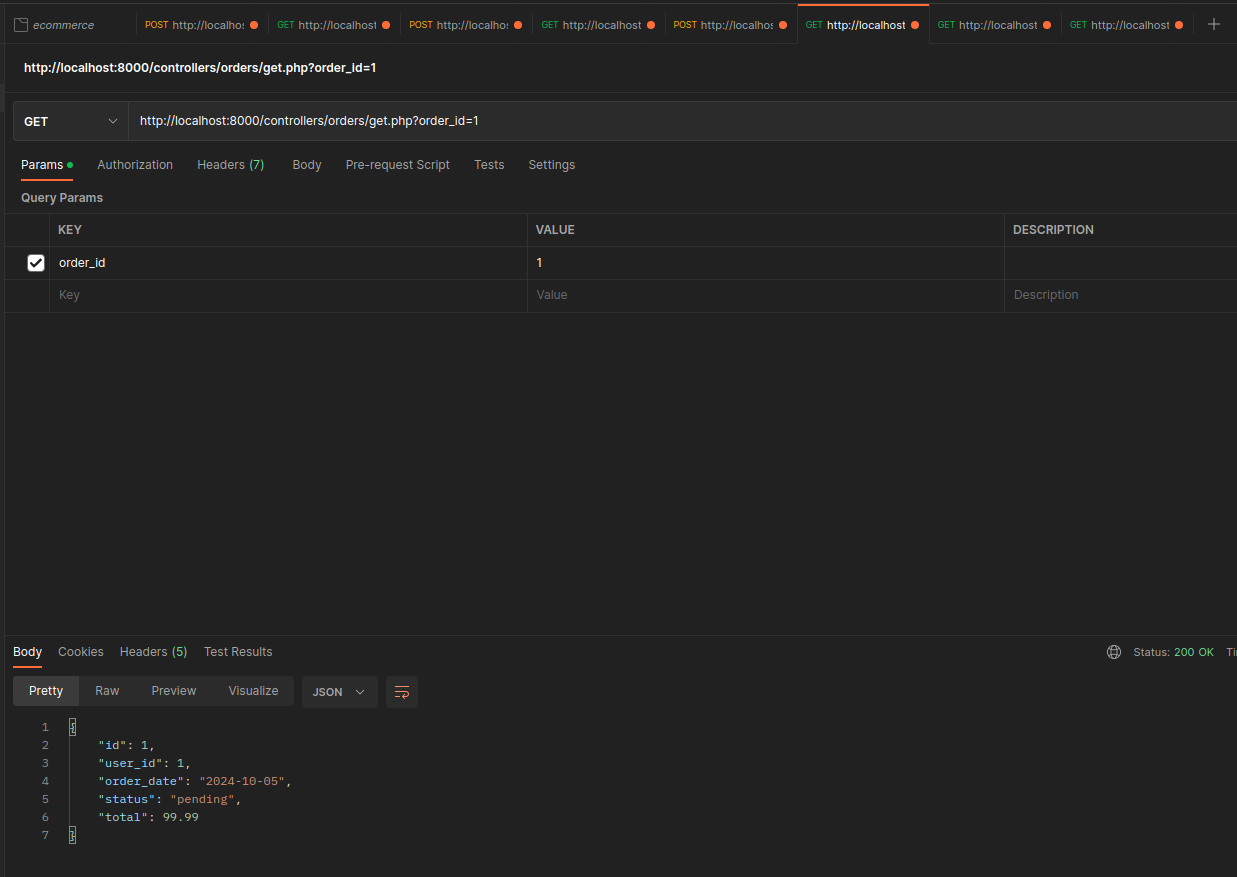 ecommerce POST http://localhos GET http://localhost POST http://localhos GET http://localhost POST http://localhos GET http://localhost GET http://localhost GET http://localhost +
http://localhost:8000/controllers/orders/get.php?order_id=1
GET http://localhost:8000/controllers/orders/get.php?order_id=1
Params Authorization Headers (7) Body Pre-request Script Tests Settings
Query Params
KEY VALUE DESCRIPTION
order_id 1
Key Value Description
Body Cookies Headers (5) Test Results Status: 200 OK Ti
Pretty Raw Preview Visualize JSON
1 {
2 "id": 1,
3 "user_id": 1,
4 "order_date": "2024-10-05",
5 "status": "pending",
6 "total": 99.99
7 }